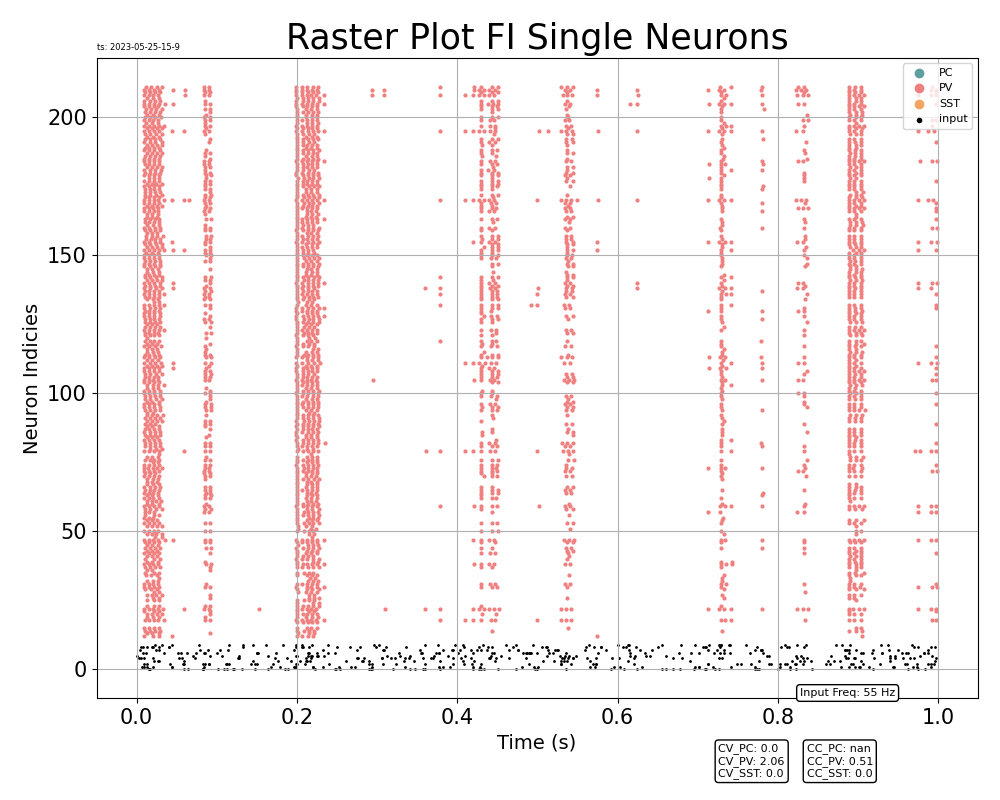 Raster Plot FI Single Neurons
ts: 2023-05-25-15-9
PC
PV
SST
input
200
150
100
50
0
Neuron Indicies
0.0 0.2 0.4 0.6 0.8 1.0
Time (s)
Input Freq: 55 Hz
CV_PC: 0.0
CV_PV: 2.06
CV_SST: 0.0
CC_PC: nan
CC_PV: 0.51
CC_SST: 0.0